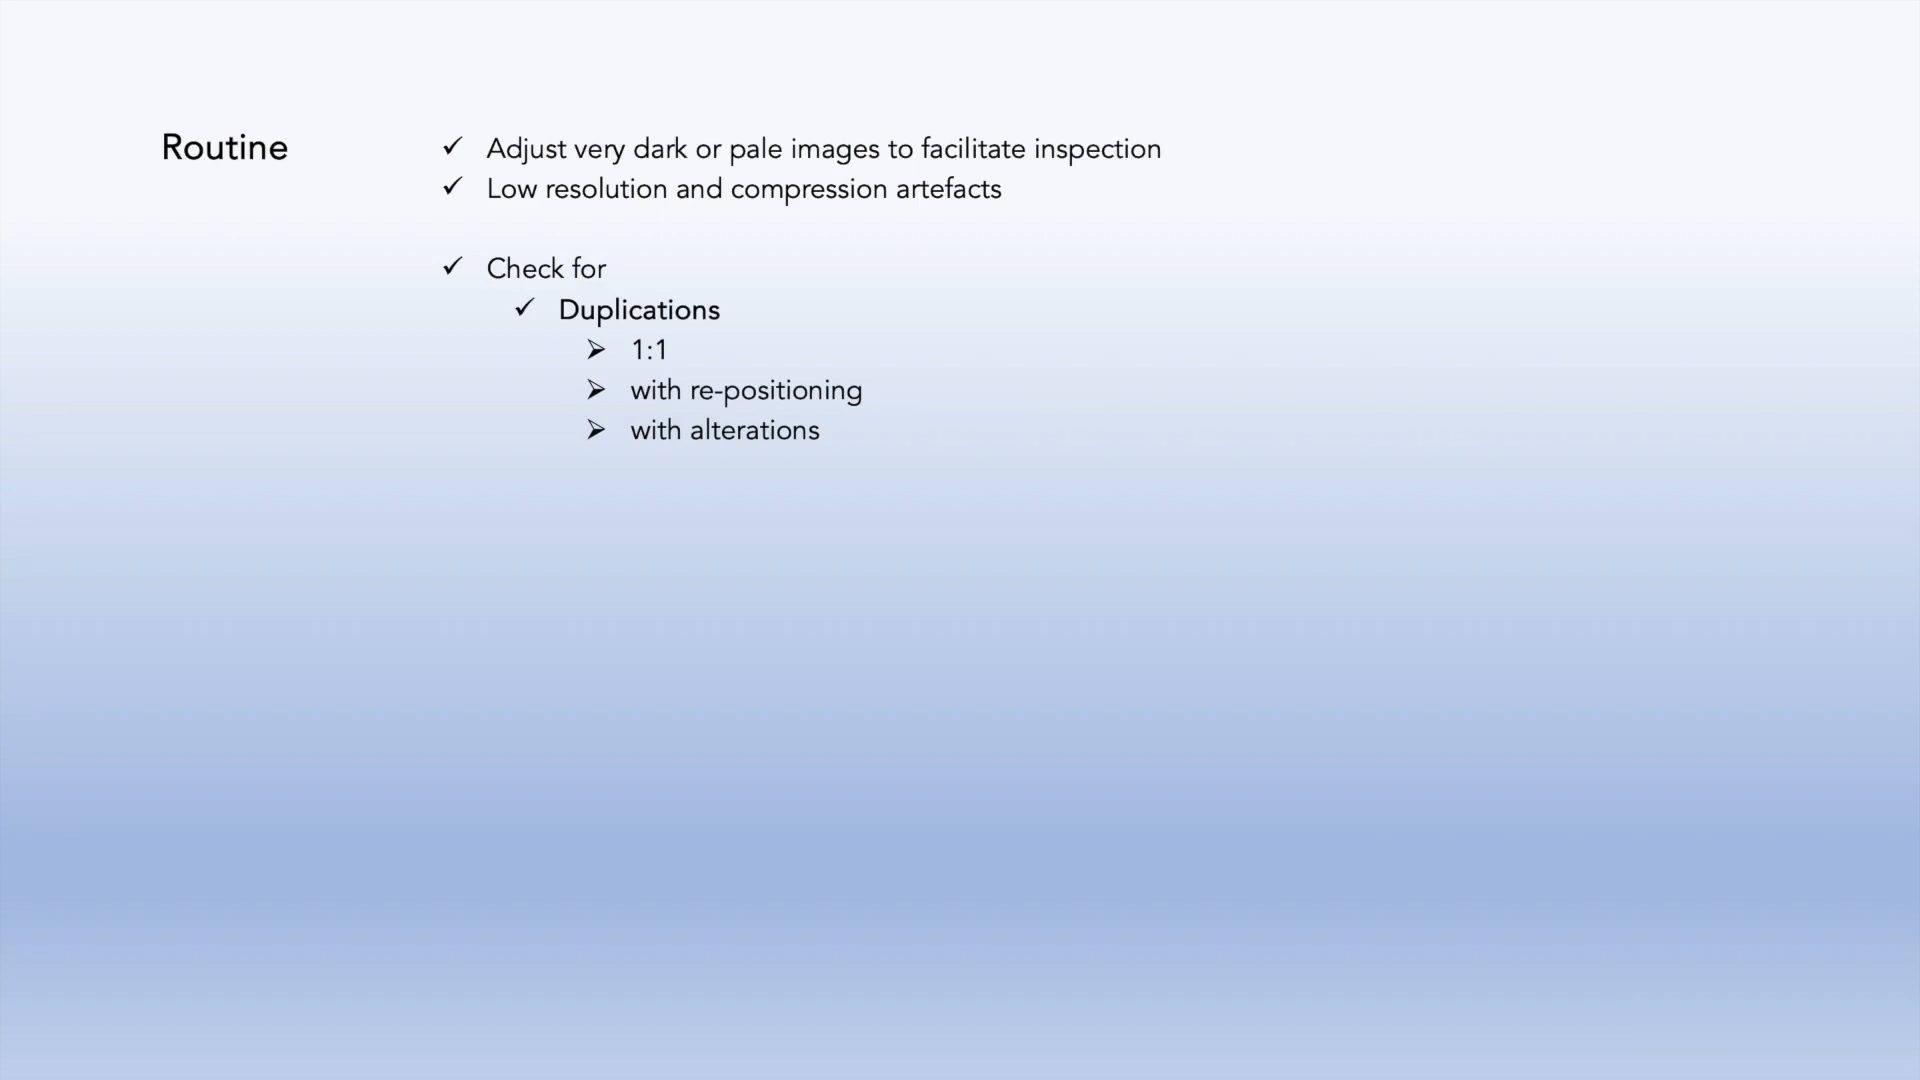 Routine
✓ Adjust very dark or pale images to facilitate inspection
✓ Low resolution and compression artefacts
✓ Check for
✓ Duplications
➢ 1:1
➢ with re-positioning
➢ with alterations